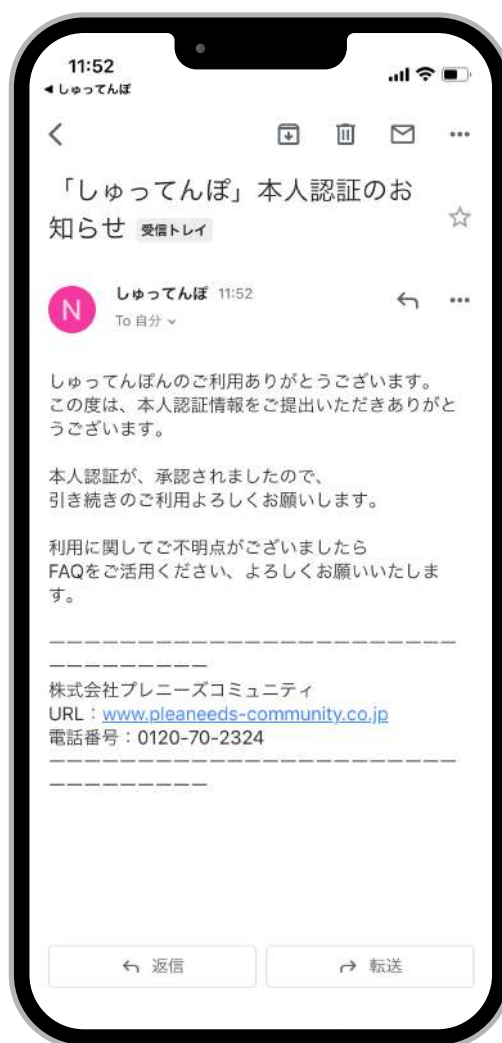 11:52
◀ しゅってんぽ
「しゅってんぽ」本人認証のお
知らせ 受信トレイ
N
しゅってんぽ 11:52
To 自分
しゅってんぽんのご利用ありがとうございます。
この度は、本人認証情報をご提出いただきありがと
うございます。
本人認証が、承認されましたので、
引き続きのご利用よろしくお願いします。
利用に関してご不明点がございましたら
FAQをご活用ください、よろしくお願いいたしま
す。
ーーーーーーーーーーーーーーーーーーーーーーー
ーーーーーーーーー
株式会社プレニーズコミュニティ
URL：www.pleaneeds-community.co.jp
電話番号：0120-70-2324
ーーーーーーーーーーーーーーーーーーーーーーー
ーーーーーーーーー
返信
転送